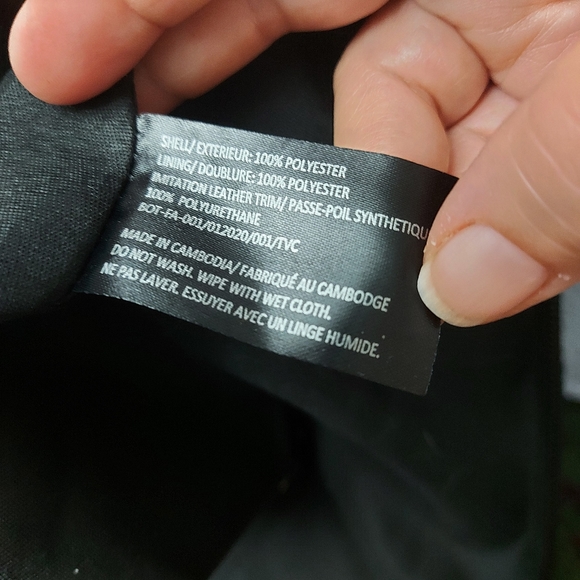 SHELL/ EXTERIEUR: 100% POLYESTER
LINING/ DOUBLURE: 100% POLYESTER
IMITATION LEATHER TRIM/ PASSE-POIL SYNTHETIQU
100% POLYURETHANE
BOT-FA-001/012020/001/TVC
MADE IN CAMBODIA/ FABRIQUÉ AU CAMBODGE
DO NOT WASH. WIPE WITH WET CLOTH.
NE PAS LAVER. ESSUYER AVEC UN LINGE HUMIDE.